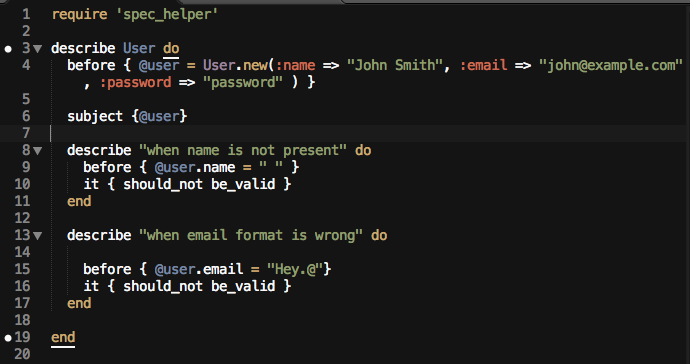 1 require 'spec_helper'
2
3 describe User do
4 before { @user = User.new(:name => "John Smith", :email => "john@example.com"
, :password => "password" ) }
5
6 subject {@user}
7
8 describe "when name is not present" do
9 before { @user.name = " " }
10 it { should_not be_valid }
11 end
12
13 describe "when email format is wrong" do
14
15 before { @user.email = "Hey.@"}
16 it { should_not be_valid }
17 end
18
19 end
20